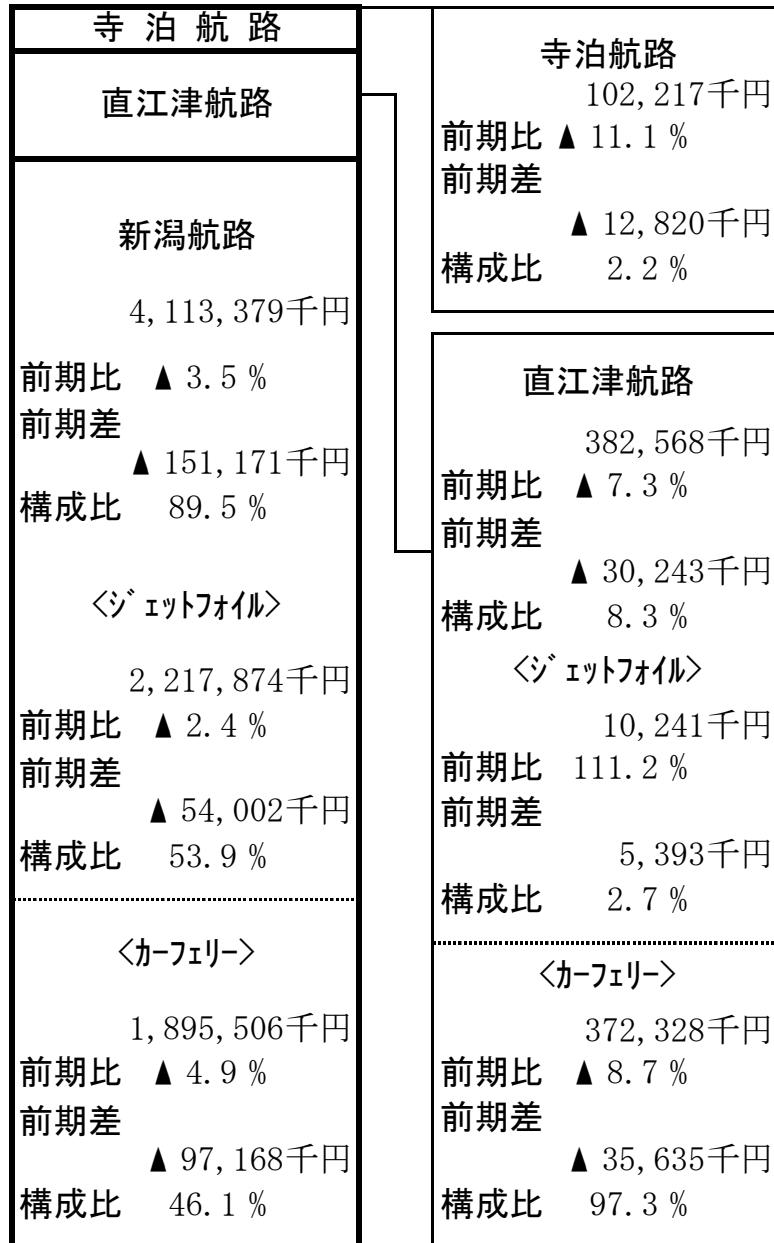 寺 泊 航 路
直江津航路
新潟航路
4,113,379千円
前期比 ▲ 3.5 %
前期差
▲ 151,171千円
構成比 89.5 %
<ｼﾞｪｯﾄﾌｫｲﾙ>
2,217,874千円
前期比 ▲ 2.4 %
前期差
▲ 54,002千円
構成比 53.9 %
<ｶｰﾌｪﾘｰ>
1,895,506千円
前期比 ▲ 4.9 %
前期差
▲ 97,168千円
構成比 46.1 %
寺泊航路
102,217千円
前期比 ▲ 11.1 %
前期差
▲ 12,820千円
構成比 2.2 %
直江津航路
382,568千円
前期比 ▲ 7.3 %
前期差
▲ 30,243千円
構成比 8.3 %
<ｼﾞｪｯﾄﾌｫｲﾙ>
10,241千円
前期比 111.2 %
前期差
5,393千円
構成比 2.7 %
<ｶｰﾌｪﾘｰ>
372,328千円
前期比 ▲ 8.7 %
前期差
▲ 35,635千円
構成比 97.3 %